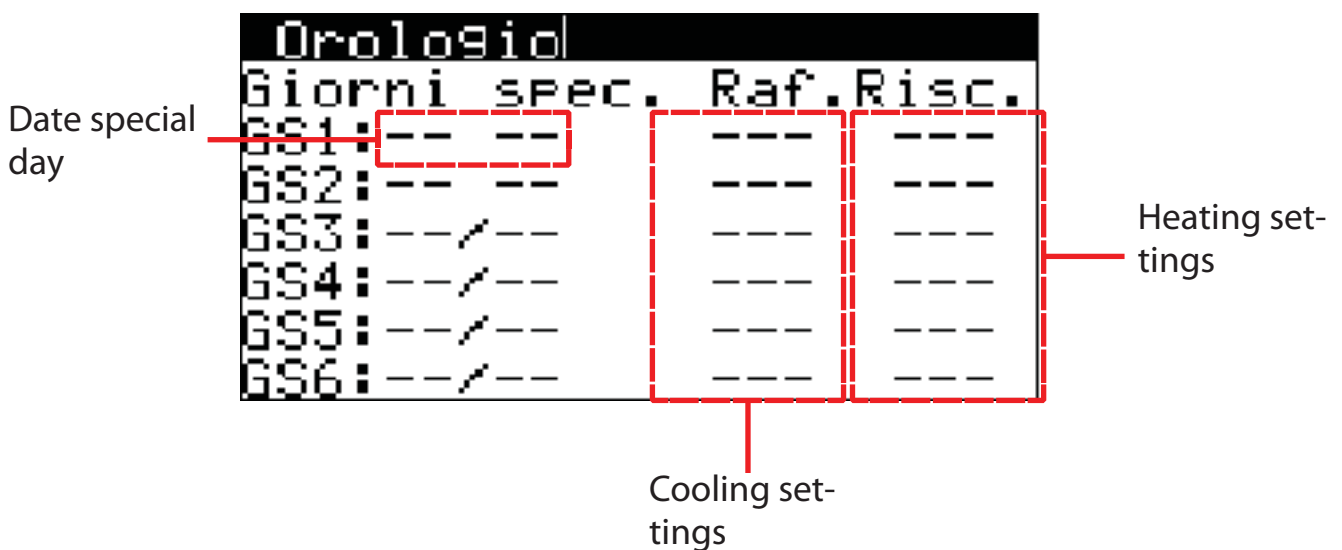 Orologio
Giorni spec. Raf. Risc.
GS1:-- -- --- ---
GS2:-- -- --- ---
GS3:--/-- --- ---
GS4:--/-- --- ---
GS5:--/-- --- ---
GS6:--/-- --- ---
Date special
day
Heating set-
tings
Cooling set-
tings